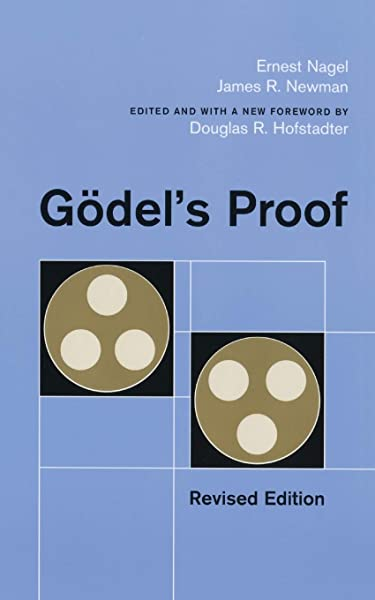 Ernest Nagel
James R. Newman
EDITED AND WITH A NEW FOREWORD BY
Douglas R. Hofstadter
Gödel's Proof
Revised Edition